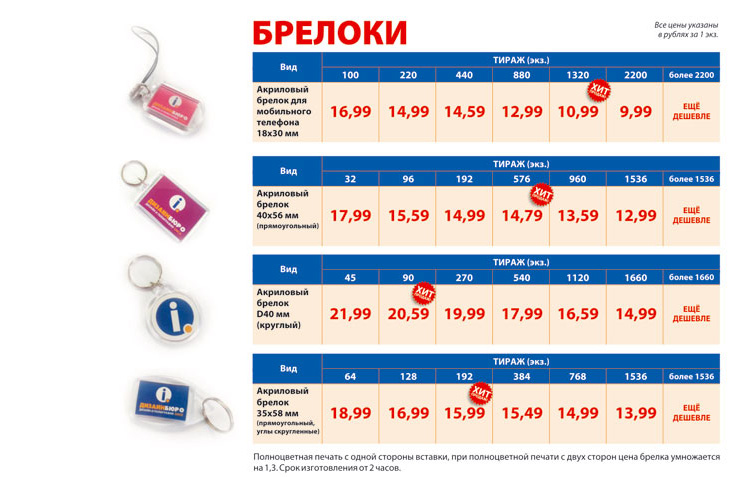 БРЕЛОКИ
Все цены указаны
в рублях за 1 экз.
Вид
ТИРАЖ (экз.)
100 220 440 880 1320 2200 более 2200
Акриловый
брелок для
мобильного
телефона
18х30 мм
16,99 14,99 14,59 12,99 10,99 9,99
ХИТ
ЕЩЁ
ДЕШЕВЛЕ
Вид
ТИРАЖ (экз.)
32 96 192 576 960 1536 более 1536
Акриловый
брелок
40х56 мм
(прямоугольный)
17,99 15,59 14,99 14,79 13,59 12,99
ХИТ
ЕЩЁ
ДЕШЕВЛЕ
ДИЗАЙНБЮРО
Вид
ТИРАЖ (экз.)
45 90 270 540 1120 1660 более 1660
Акриловый
брелок
D40 мм
(круглый)
21,99 20,59 19,99 17,99 16,59 14,99
ХИТ
ЕЩЁ
ДЕШЕВЛЕ
i
Вид
ТИРАЖ (экз.)
64 128 192 384 768 1536 более 1536
Акриловый
брелок
35х58 мм
(прямоугольный,
углы скругленные)
18,99 16,99 15,99 15,49 14,99 13,99
ХИТ
ЕЩЁ
ДЕШЕВЛЕ
ДИЗАЙНБЮРО
Полноцветная печать с одной стороны вставки, при полноцветной печати с двух сторон цена брелка умножается
на 1,3. Срок изготовления от 2 часов.